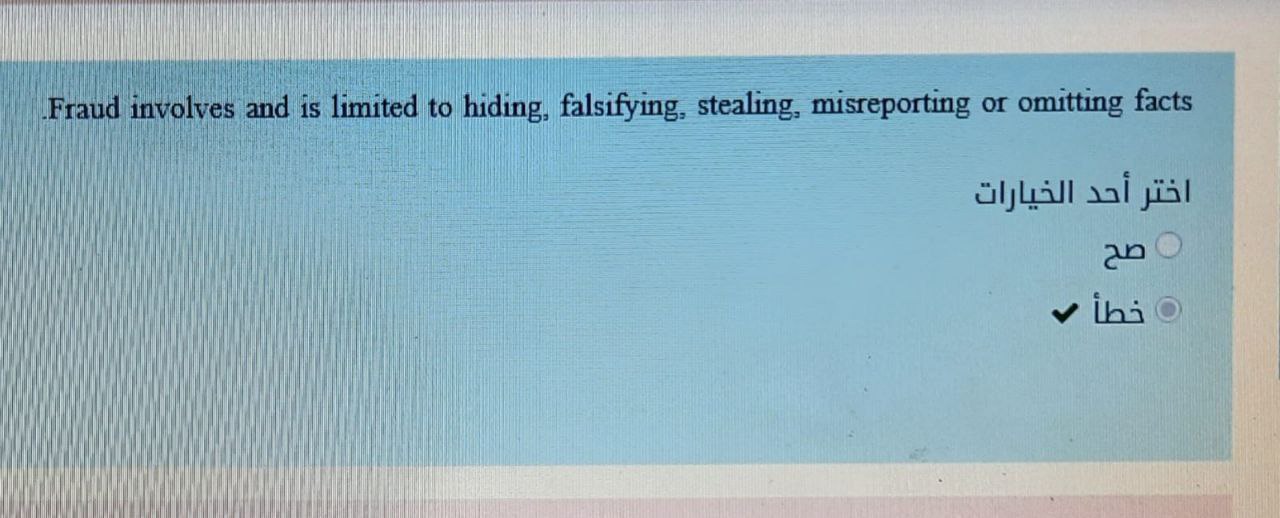 .Fraud involves and is limited to hiding, falsifying, stealing, misreporting or omitting facts
اختر أحد الخيارات
صح
خطأ ✔